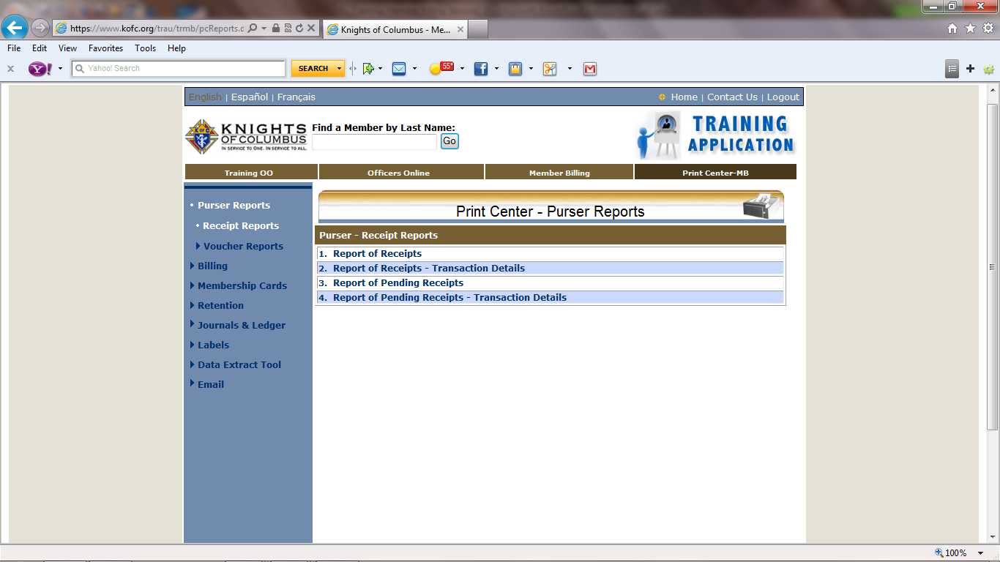 https://www.kofc.org/trau/trmb/pcReports.c
Knights of Columbus - Me...
File Edit View Favorites Tools Help
Yahoo! Search
SEARCH
55°
English | Español | Français
Home | Contact Us | Logout
K of C
KNIGHTS
OF COLUMBUS
IN SERVICE TO ONE. IN SERVICE TO ALL.
Find a Member by Last Name:
Go
TRAINING
APPLICATION
Training OO
Officers Online
Member Billing
Print Center-MB
Purser Reports
Receipt Reports
Voucher Reports
Billing
Membership Cards
Retention
Journals & Ledger
Labels
Data Extract Tool
Email
Print Center - Purser Reports
Purser - Receipt Reports
1. Report of Receipts
2. Report of Receipts - Transaction Details
3. Report of Pending Receipts
4. Report of Pending Receipts - Transaction Details
100%